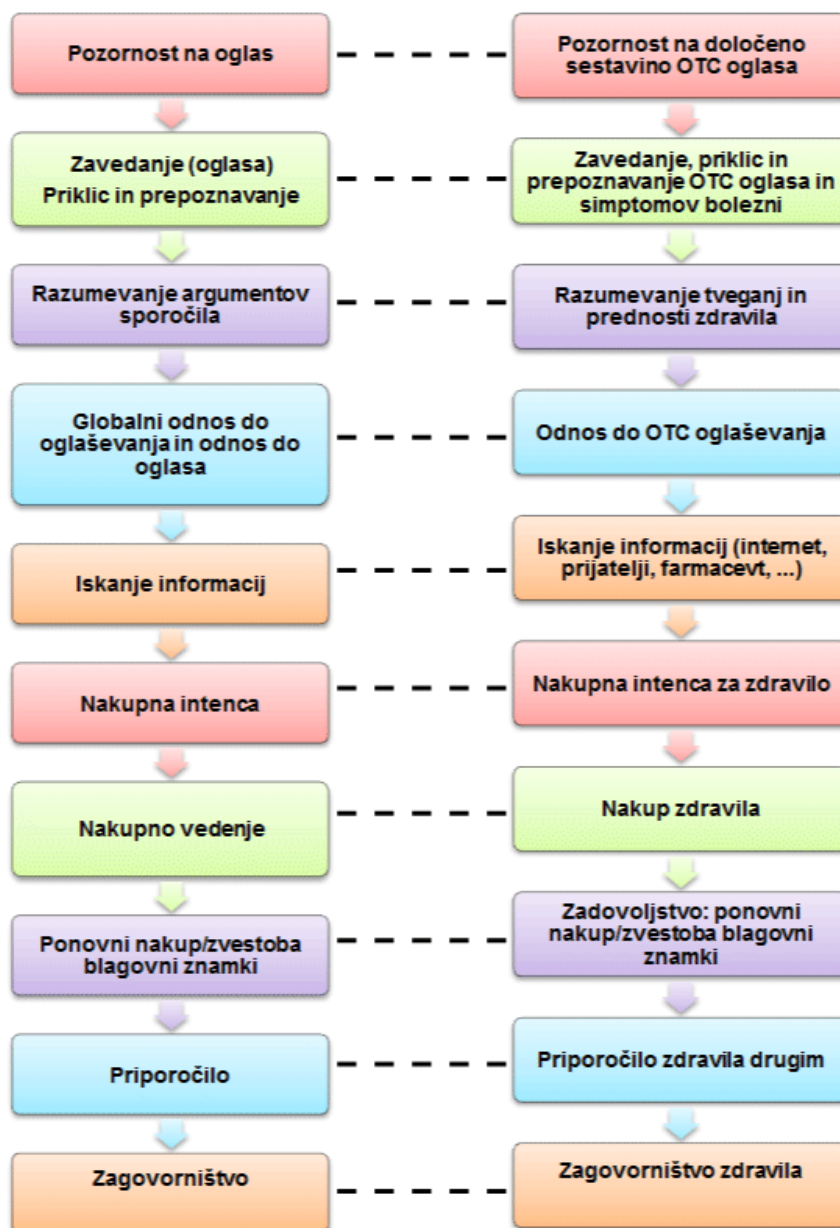 Pozornost na oglas
Pozornost na določeno
sestavino OTC oglasa
Zavedanje (oglasa)
Priklic in prepoznavanje
Zavedanje, priklic in
prepoznavanje OTC oglasa in
simptomov bolezni
Razumevanje argumentov
sporočila
Razumevanje tveganj in
prednosti zdravila
Globalni odnos do
oglaševanja in odnos do
oglasa
Odnos do OTC oglaševanja
Iskanje informacij
Iskanje informacij (internet,
prijatelji, farmacevt, ...)
Nakupna intenca
Nakupna intenca za zdravilo
Nakupno vedenje
Nakup zdravila
Ponovni nakup/zvestoba
blagovni znamki
Zadovoljstvo: ponovni
nakup/zvestoba blagovni
znamki
Priporočilo
Priporočilo zdravila drugim
Zagovorništvo
Zagovorništvo zdravila